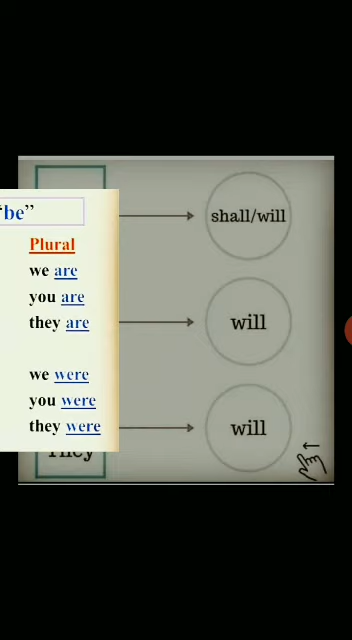 "be"
Plural
we are
you are
they are
we were
you were
they were
They
shall/will
will
will